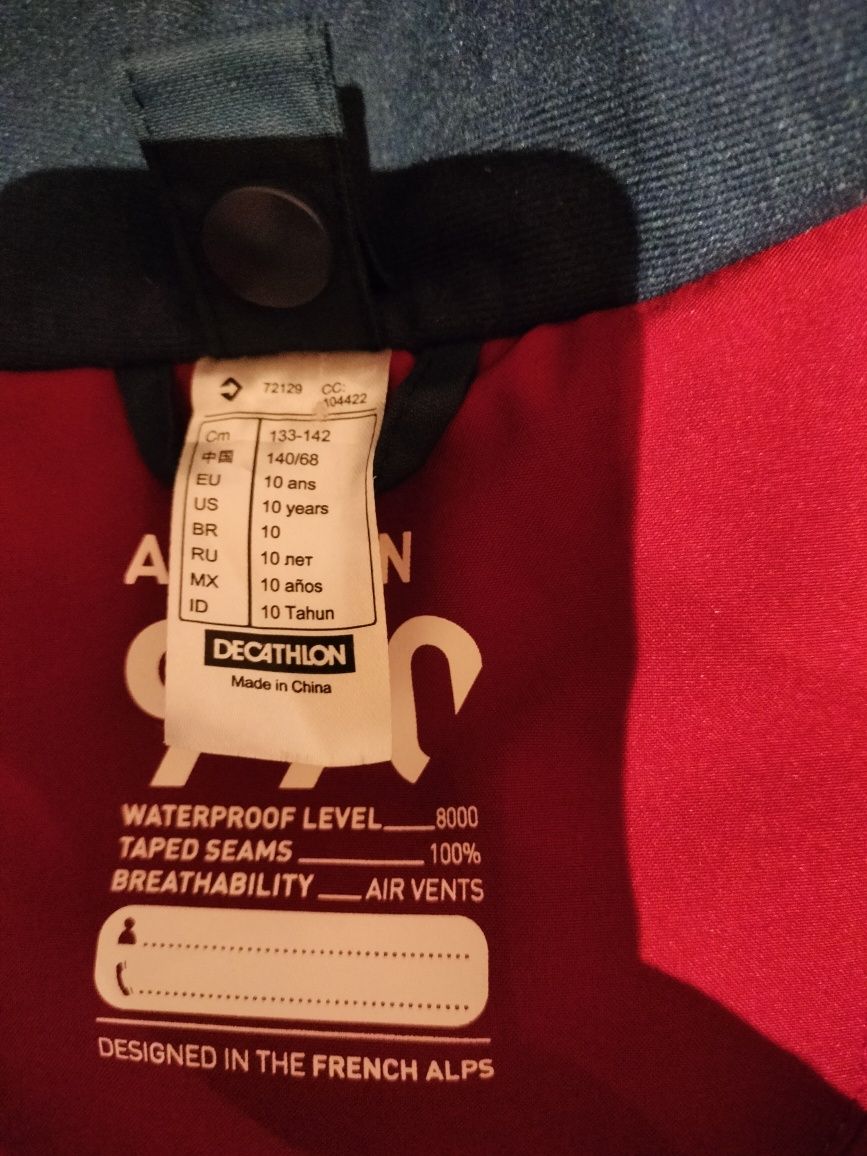 72129 CC:
104422
Cm 133-142
中国 140/68
EU 10 ans
US 10 years
BR 10
RU 10 лет
MX 10 años
ID 10 Tahun
DECATHLON
Made in China
WATERPROOF LEVEL 8000
TAPED SEAMS 100%
BREATHABILITY AIR VENTS
DESIGNED IN THE FRENCH ALPS